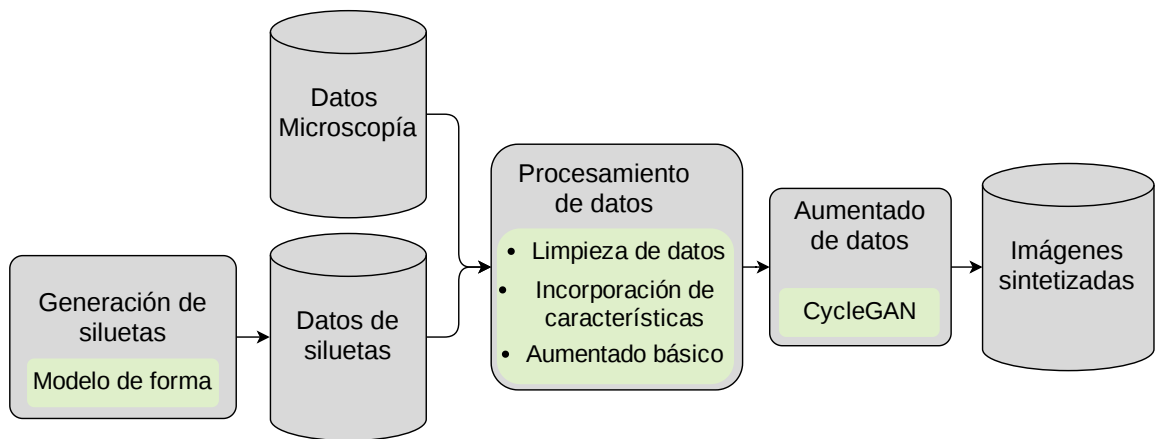 Datos
Microscopía
Generación de
siluetas
Modelo de forma
Datos de
siluetas
Procesamiento
de datos
• Limpieza de datos
• Incorporación de
características
• Aumentado básico
Aumentado
de datos
CycleGAN
Imágenes
sintetizadas